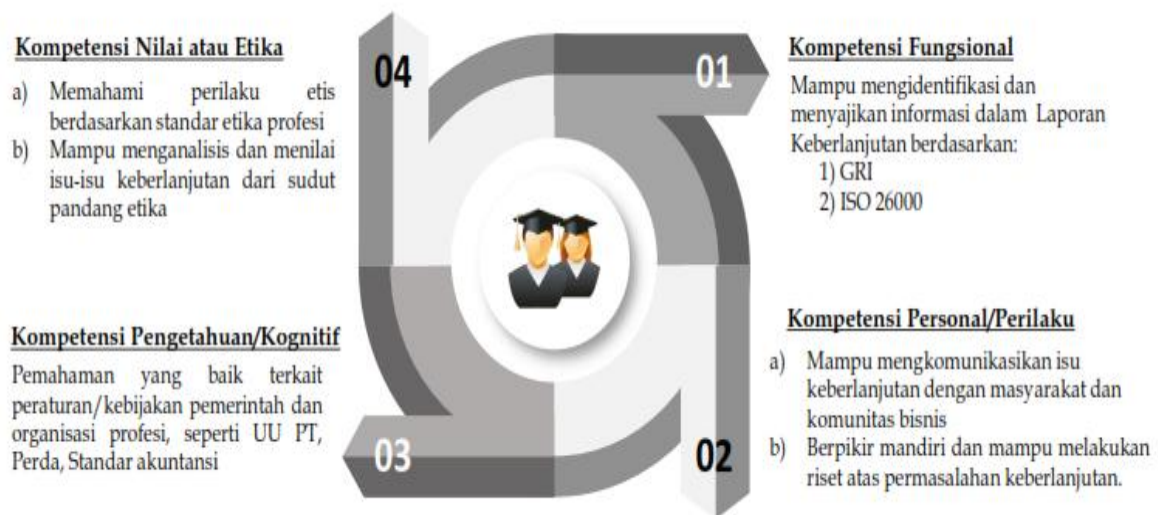 Kompetensi Nilai atau Etika
a) Memahami perilaku etis
berdasarkan standar etika profesi
b) Mampu menganalisis dan menilai
isu-isu keberlanjutan dari sudut
pandang etika
04
01
Kompetensi Fungsional
Mampu mengidentifikasi dan
menyajikan informasi dalam Laporan
Keberlanjutan berdasarkan:
1) GRI
2) ISO 26000
Kompetensi Pengetahuan/Kognitif
Pemahaman yang baik terkait
peraturan/kebijakan pemerintah dan
organisasi profesi, seperti UU PT,
Perda, Standar akuntansi
03
02
Kompetensi Personal/Perilaku
a) Mampu mengkomunikasikan isu
keberlanjutan dengan masyarakat dan
komunitas bisnis
b) Berpikir mandiri dan mampu melakukan
riset atas permasalahan keberlanjutan.